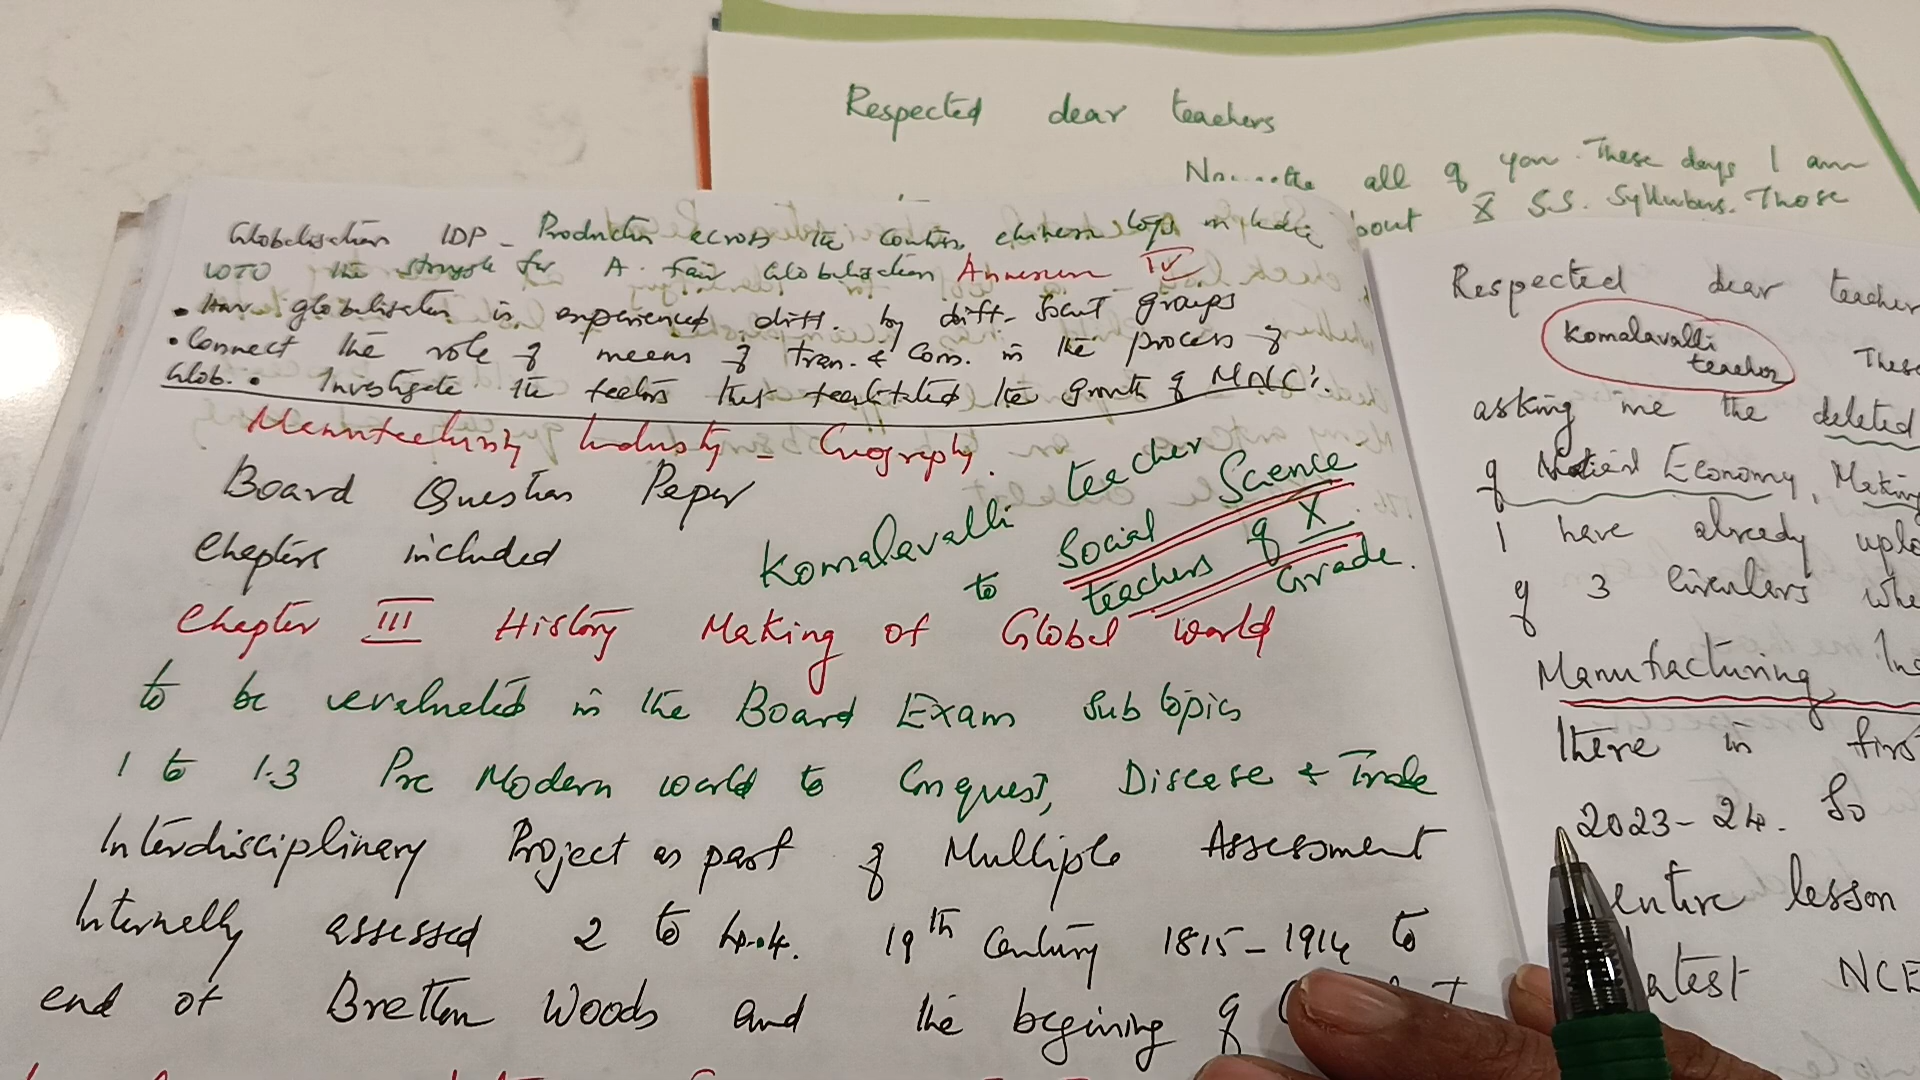 Respected dear teachers
all of you. These days I am
bout X S.S. Syllubus. Those
Globalisation IDP - Production across the
WTO the struggle for A. fair Globalisation Annexure IV
• How globalisation is experienced diff. by diff. groups
• Connect the role of means of tran. & Com. in the process of
Glob. • Investigate the factors that facilitated the growth of MNC's.
Manufacturing Industry - Geography.
Board Question Paper
Chapters included
Komalavalli teacher
to Social Science
teachers of X
Grade.
Chapter III History Making of Global World
to be evaluated in the Board Exam Sub topics
1 to 1.3 Pre Modern world to Conquest, Disease & Trade
Interdisciplinary Project as part of Multiple Assessment
Internally assessed 2 to 4.4. 19th Century 1815-1914 to
end of Bretton Woods and the begining of
Respected dear teacher
Komalavalli
teacher
These
asking me the deleted
of Economy, Making
I have already uplo
of 3 Circulers whe
Manufacturing, Ind
there in firs
2023-24. So
entire lesson
latest NCE